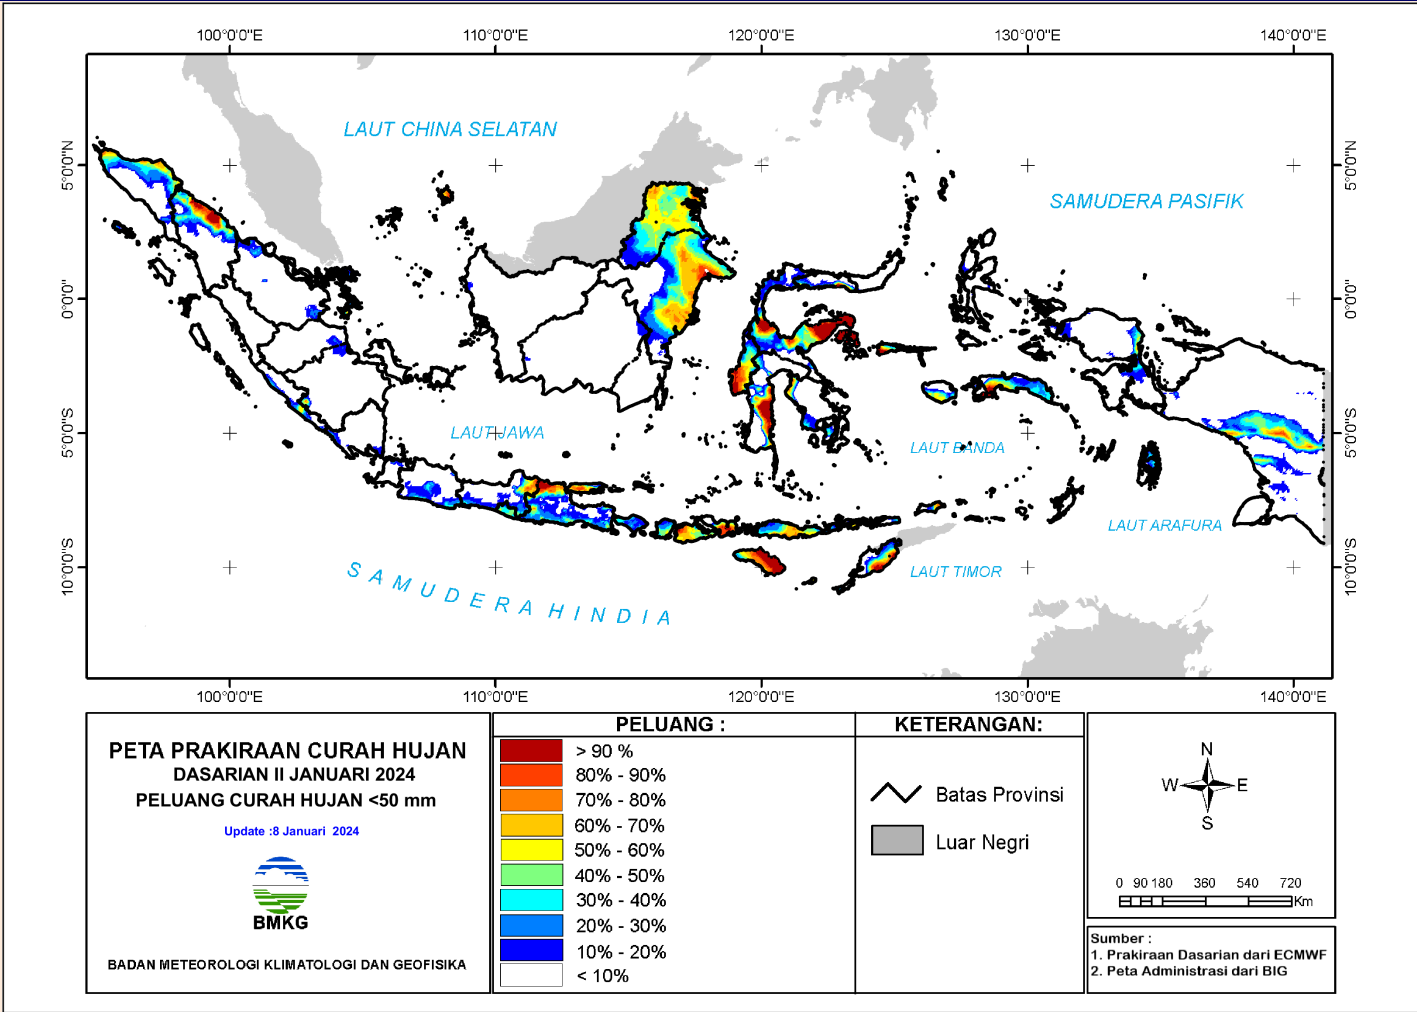 100°0'0"E 110°0'0"E 120°0'0"E 130°0'0"E 140°0'0"E
LAUT CHINA SELATAN
5°0'0"N 5°0'0"N
SAMUDERA PASIFIK
0°0'0" 0°0'0"
5°0'0"S 5°0'0"S
LAUT JAWA
LAUT BANDA
LAUT ARAFURA
10°0'0"S 10°0'0"S
LAUT TIMOR
SAMUDERA HINDIA
100°0'0"E 110°0'0"E 120°0'0"E 130°0'0"E 140°0'0"E
PETA PRAKIRAAN CURAH HUJAN
DASARIAN II JANUARI 2024
PELUANG CURAH HUJAN <50 mm
Update :8 Januari 2024
BMKG
BADAN METEOROLOGI KLIMATOLOGI DAN GEOFISIKA
PELUANG :
> 90 %
80% - 90%
70% - 80%
60% - 70%
50% - 60%
40% - 50%
30% - 40%
20% - 30%
10% - 20%
< 10%
KETERANGAN:
Batas Provinsi
Luar Negri
N
W E
S
0 90 180 360 540 720
Km
Sumber :
1. Prakiraan Dasarian dari ECMWF
2. Peta Administrasi dari BIG